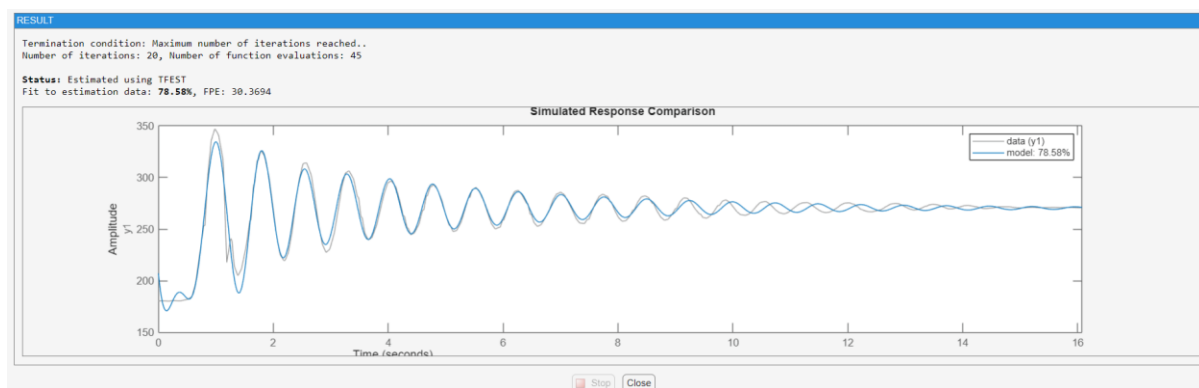 RESULT
Termination condition: Maximum number of iterations reached..
Number of iterations: 20, Number of function evaluations: 45
Status: Estimated using TFEST
Fit to estimation data: 78.58%, FPE: 30.3694
Simulated Response Comparison
350
300
250
200
150
Amplitude
y1
data (y1)
model: 78.58%
0 2 4 6 8 10 12 14 16
Time (seconds)
Stop Close